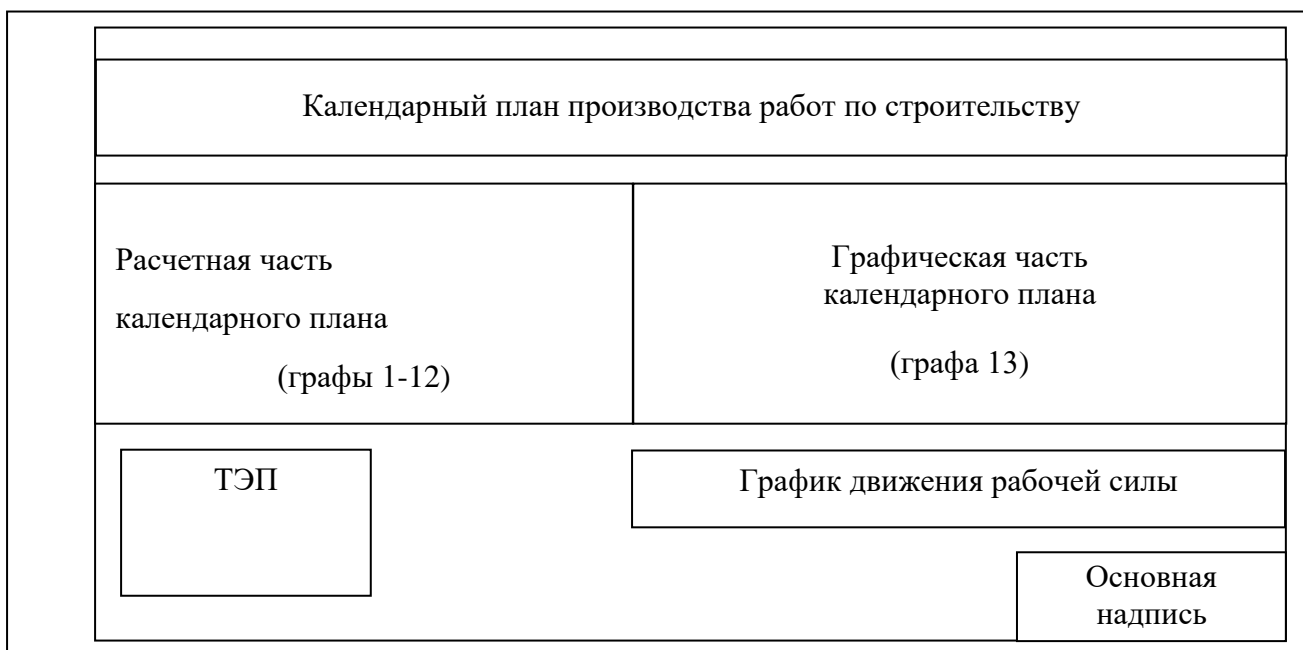 Календарный план производства работ по строительству
Расчетная часть
календарного плана
(графы 1-12)
Графическая часть
календарного плана
(графа 13)
ТЭП
График движения рабочей силы
Основная
надпись